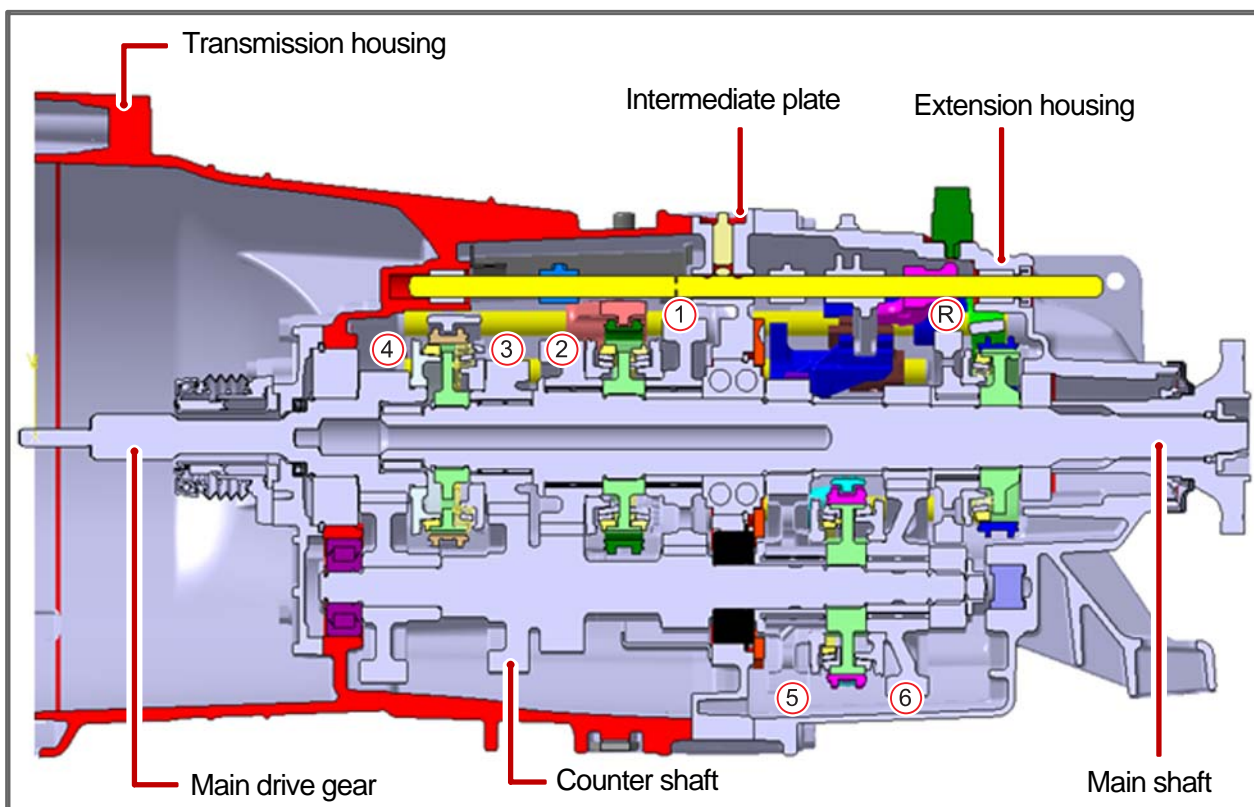 Transmission housing
Intermediate plate
Extension housing
1
R
4
3
2
5
6
Main drive gear
Counter shaft
Main shaft